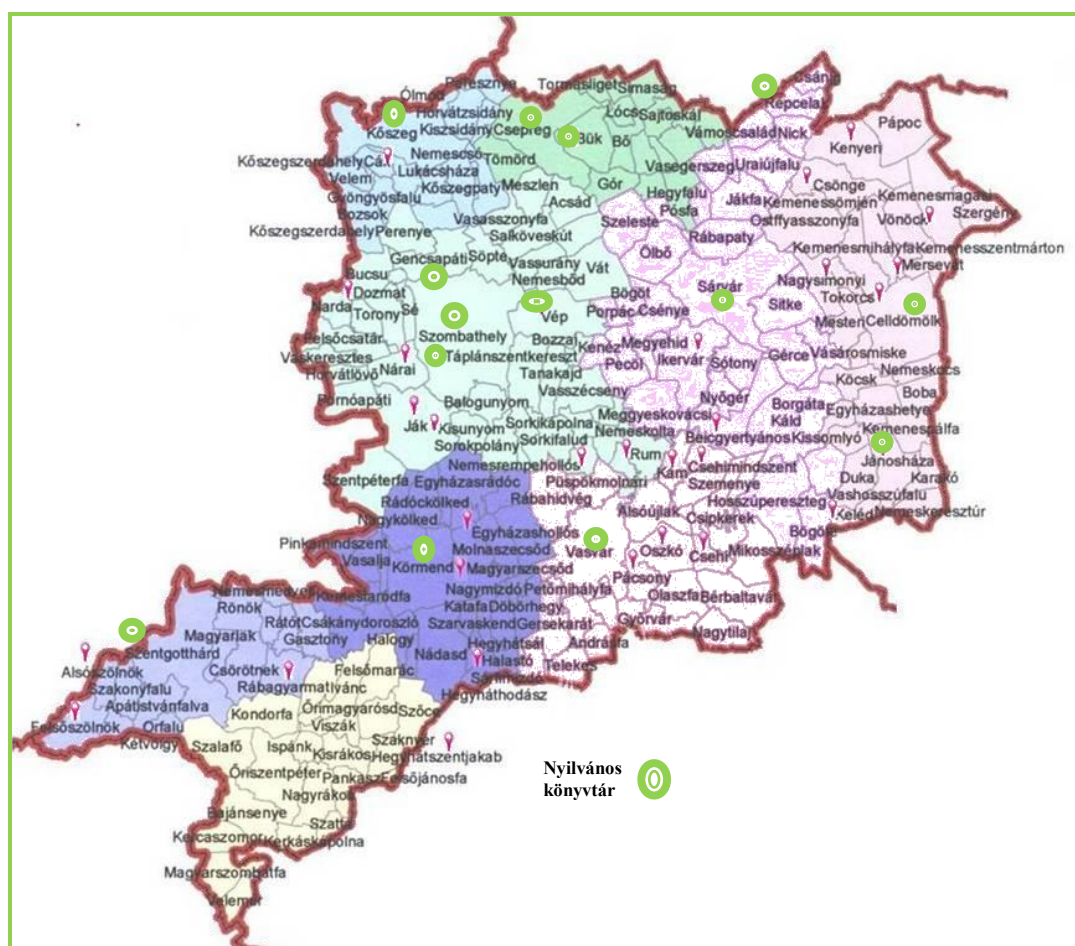 Csánig
Peresznye
Tormásliget
Simaság
Ólmod
Répcelak
Horvátzsidány
Lócs
Sajtoskál
Pápoc
Kőszeg
Kiszsidány
Csepreg
Bük
Bő
Vámoscsalád
Nick
Kenyeri
Kőszegszerdahely
Nemescsó
Tömörd
Vasegerszeg
Uraiújfalu
Velem
Lukácsháza
Meszlen
Gór
Csönge
Gyöngyösfalu
Kőszegpaty
Acsád
Hegyfalu
Jákfa
Kemenessömjén
Kemenesmagasi
Bozsok
Vasasszonyfa
Szeleste
Pósfa
Ostffyasszonyfa
Vönöck
Szergény
Kőszegszerdahely
Perenye
Salköveskút
Rábapaty
Gencsapáti
Söpte
Ölbő
Kemenesmihályfa
Kemenesszentmárton
Bucsu
Vassurány
Vát
Nagysimonyi
Mersevát
Dozmat
Nemesbőd
Bögöt
Sárvár
Tokorcs
Narda
Torony
Sé
Vép
Porpác
Csénye
Sitke
Mesteri
Celldömölk
Felsőcsatár
Szombathely
Bozzai
Kenéz
Megyehid
Vaskeresztes
Táplánszentkereszt
Ikervár
Sótony
Gérce
Vásárosmiske
Horvátlövő
Nárai
Tanakajd
Pecöl
Nemeskocs
Pornóapáti
Vasszécseny
Nyőgér
Köcsk
Boba
Balogunyom
Borgáta
Egyházashetye
Ják
Kisunyom
Sorkikápolna
Meggyeskovácsi
Káld
Kemenespálfa
Sorokpolány
Sorkifalud
Nemeskolta
Bejcgyertyános
Kissomlyó
Nemesrempehollós
Rum
Kám
Csehimindszent
Jánosháza
Szentpéterfa
Egyházasrádóc
Püspökmolnári
Szemenye
Duka
Karakó
Rádóckölked
Rábahidvég
Hosszúpereszteg
Vashosszúfalu
Nagykölked
Alsóújlak
Csipkerek
Keléd
Nemeskeresztúr
Egyházashollós
Bögöte
Pinkamindszent
Molnaszecsőd
Vasvár
Oszkó
Csehi
Mikosszéplak
Vasalja
Körmend
Magyarszecsőd
Pácsony
Nemesmedves
Kemestaródfa
Nagymizdó
Petőmihályfa
Olaszfa
Bérbaltavár
Rönök
Katafa
Döbörhegy
Rátót
Csákánydoroszló
Szarvaskend
Gersekarát
Győrvár
Magyarlak
Gasztony
Halogy
Nagytilaj
Szentgotthárd
Hegyhátsál
Andrásfa
Alsószölnök
Csörötnek
Nádasd
Halastó
Telekes
Szakonyfalu
Rábagyarmat
Ivánc
Felsőmarác
Apátistvánfalva
Hegyháthodász
Felsőszölnök
Orfalu
Kondorfa
Őrimagyarósd
Szőce
Kétvölgy
Viszák
Szalafő
Ispánk
Szaknyér
Kisrákos
Hegyhátszentjakab
Őriszentpéter
Pankasz
Felsőjánosfa
Nagyrákos
Bajánsenye
Szatta
Kercaszomor
Kerkáskápolna
Magyarszombatfa
Velemér
Nyilvános
könyvtár